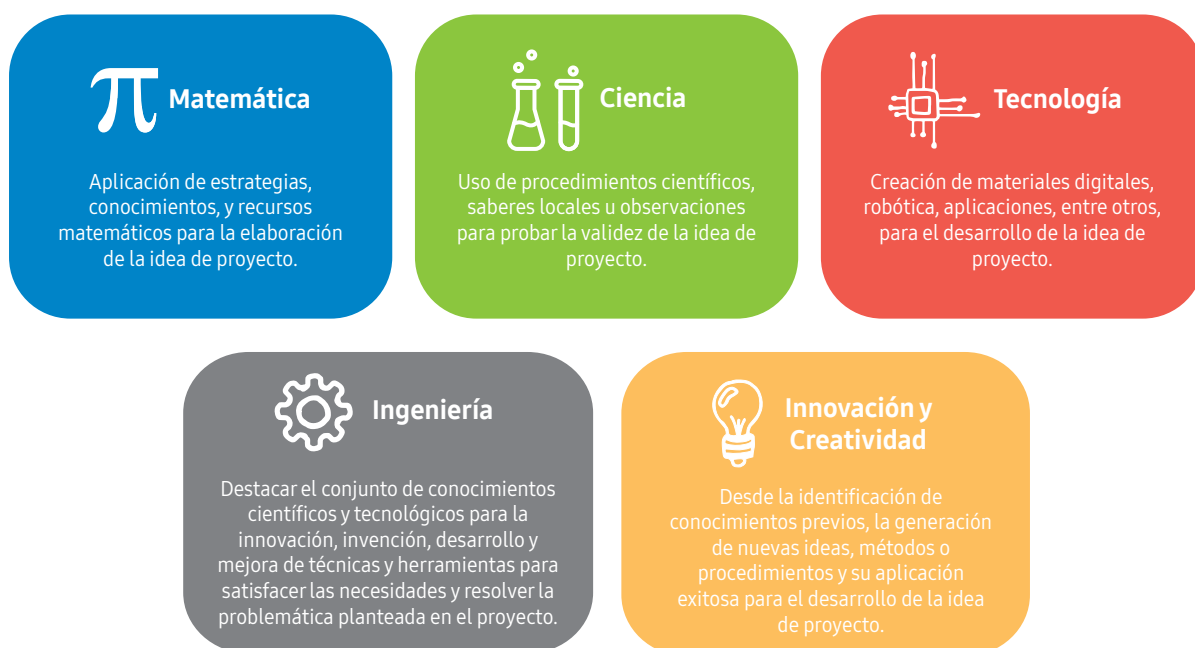 Matemática
Aplicación de estrategias,
conocimientos, y recursos
matemáticos para la elaboración
de la idea de proyecto.
Ciencia
Uso de procedimientos científicos,
saberes locales u observaciones
para probar la validez de la idea de
proyecto.
Tecnología
Creación de materiales digitales,
robótica, aplicaciones, entre otros,
para el desarrollo de la idea de
proyecto.
Ingeniería
Destacar el conjunto de conocimientos
científicos y tecnológicos para la
innovación, invención, desarrollo y
mejora de técnicas y herramientas para
satisfacer las necesidades y resolver la
problemática planteada en el proyecto.
Innovación y
Creatividad
Desde la identificación de
conocimientos previos, la generación
de nuevas ideas, métodos o
procedimientos y su aplicación
exitosa para el desarrollo de la idea
de proyecto.